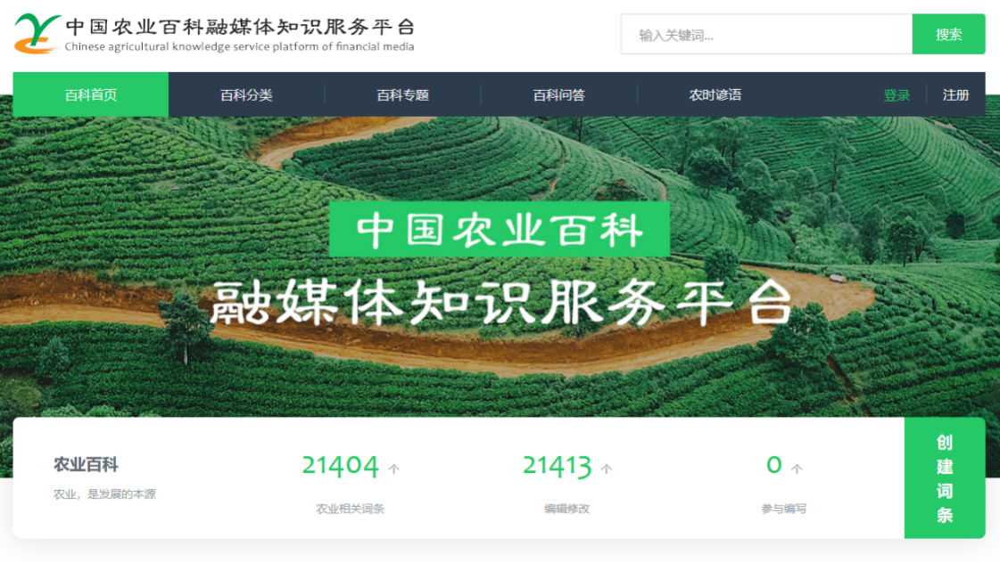 中国农业百科融媒体知识服务平台
Chinese agricultural knowledge service platform of financial media
输入关键词...
搜索
百科首页 百科分类 百科专题 百科问答 农时谚语 登录 注册
中国农业百科
融媒体知识服务平台
农业百科
农业，是发展的本源
21404 个
农业相关词条
21413 个
编辑修改
0 个
参与编写
创建词条